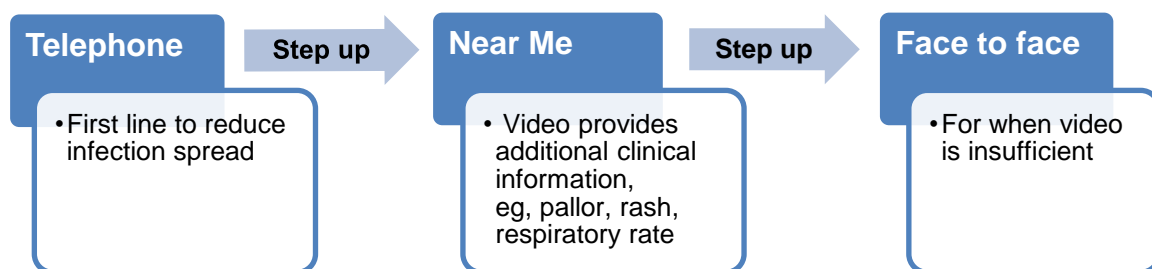 Telephone
• First line to reduce
infection spread
Step up
Near Me
• Video provides
additional clinical
information,
eg, pallor, rash,
respiratory rate
Step up
Face to face
• For when video
is insufficient